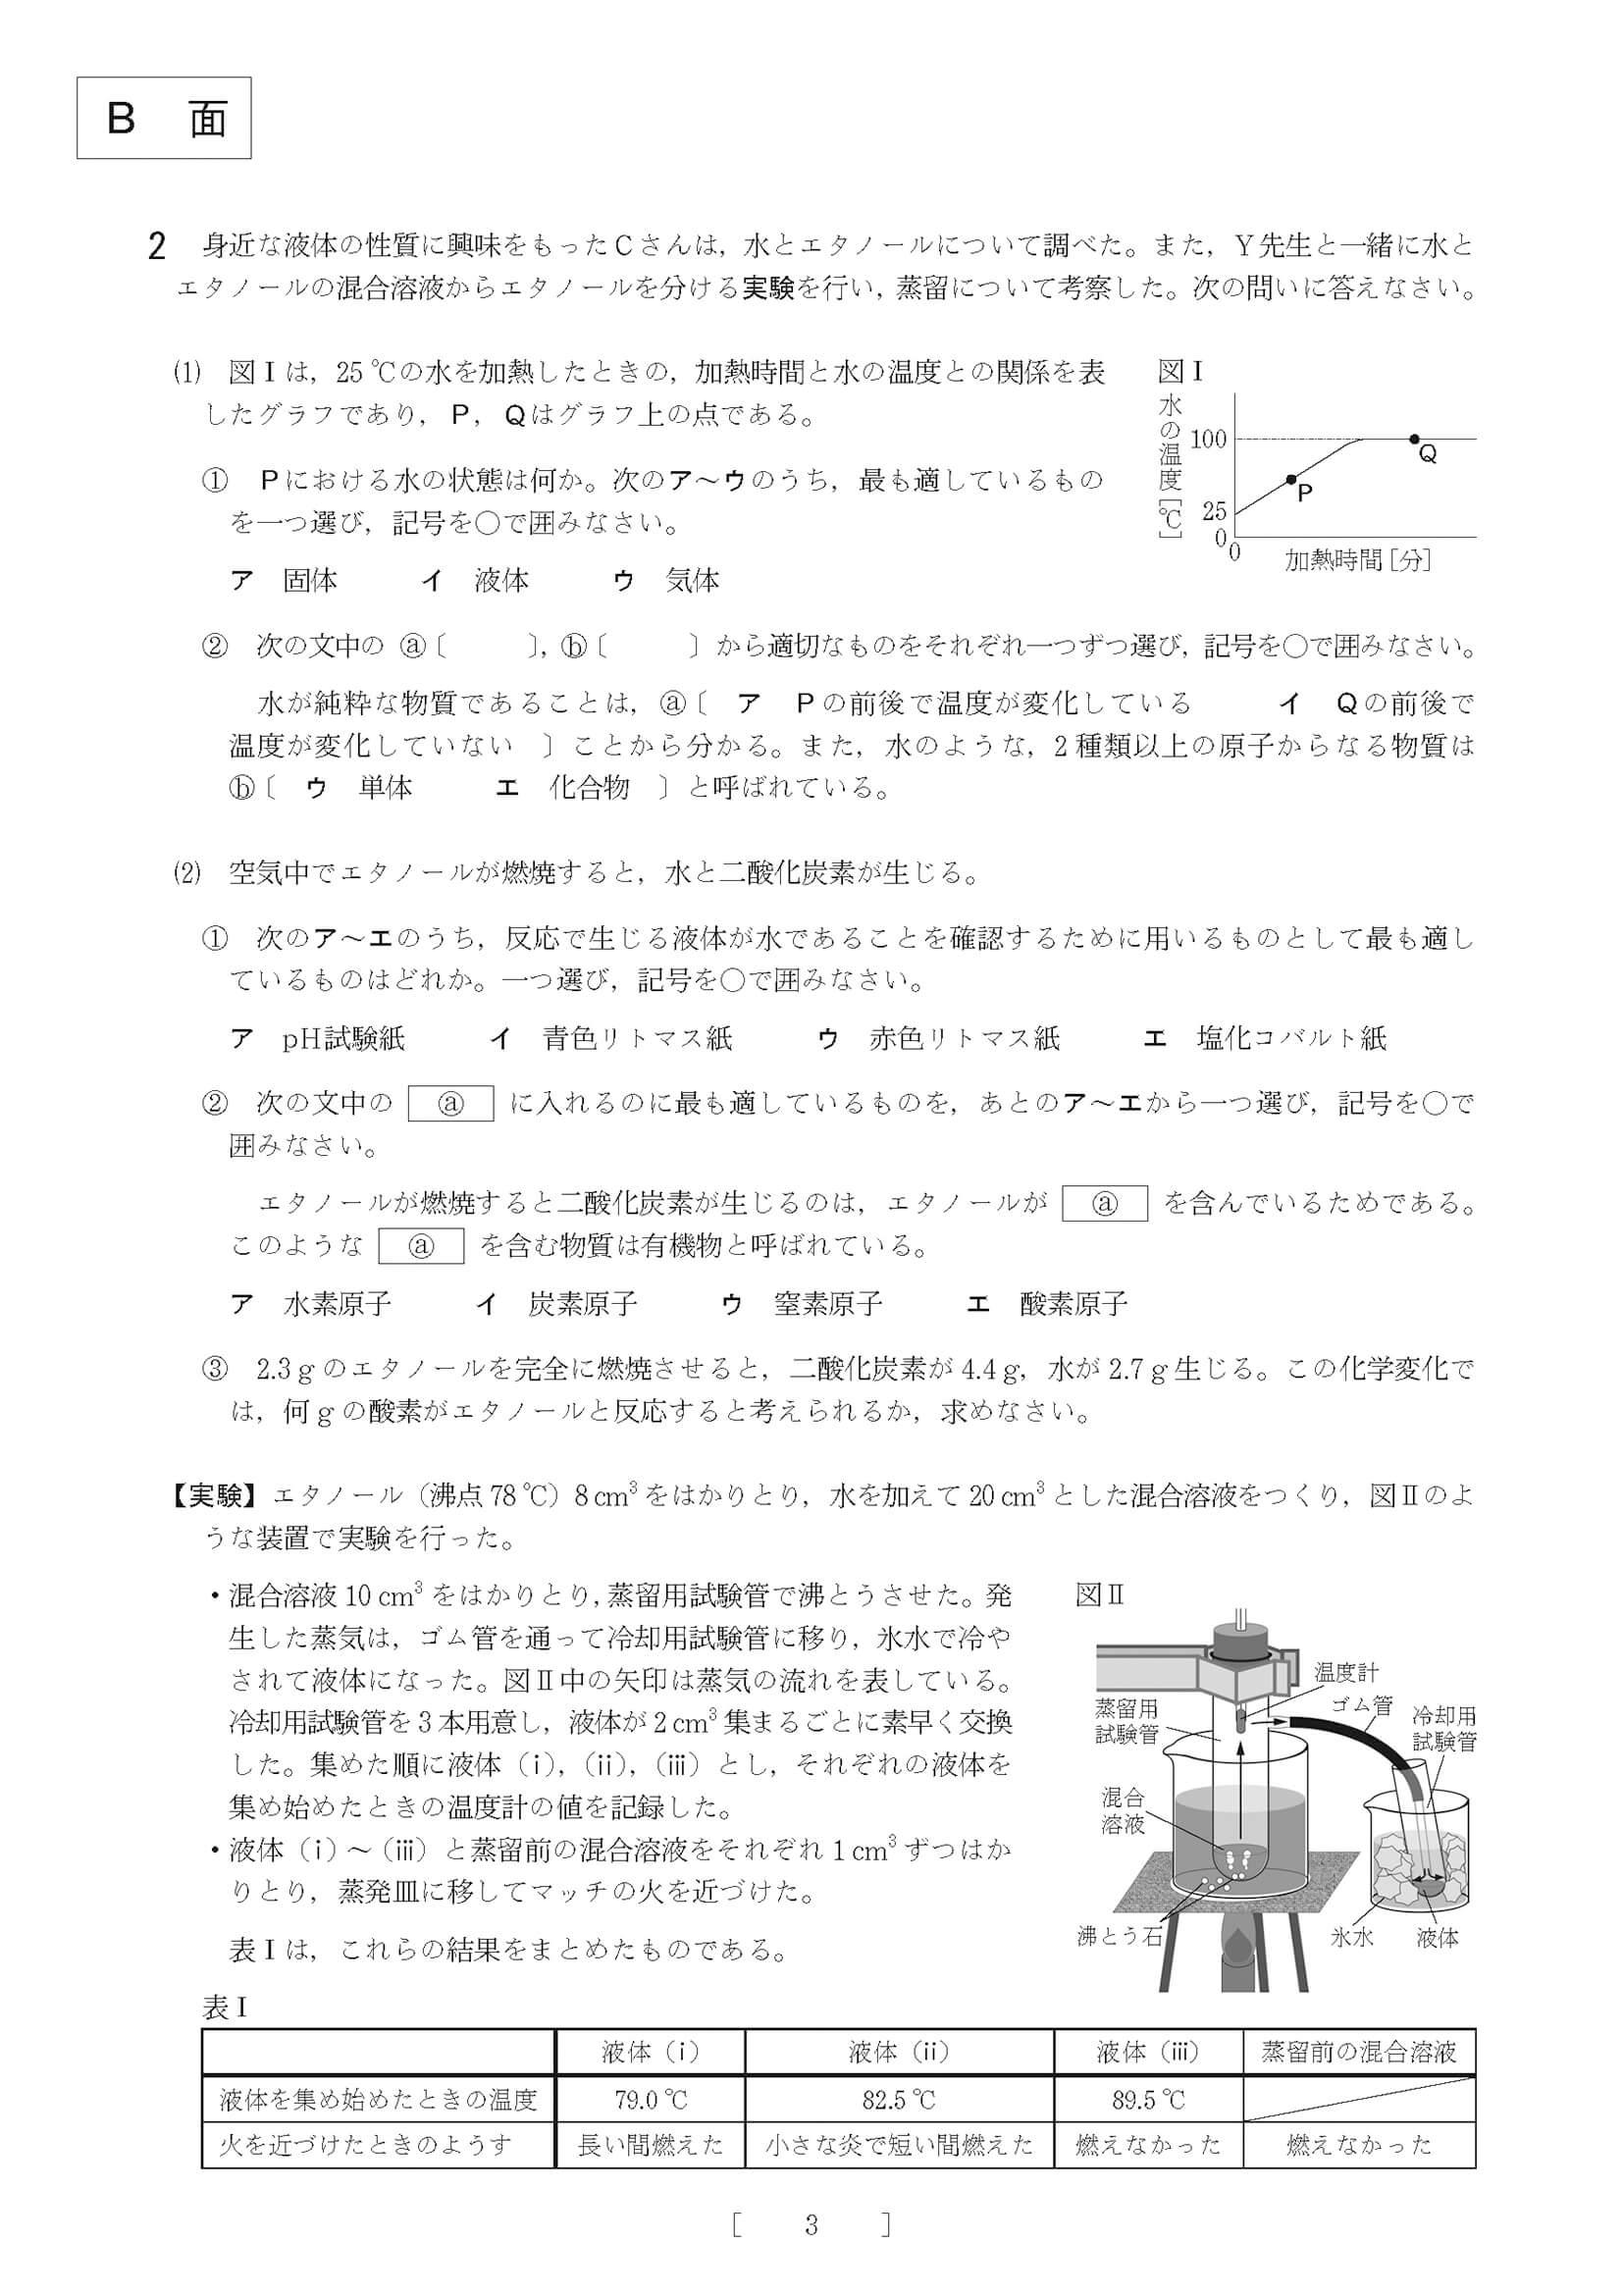 B 面
2 身近な液体の性質に興味をもったCさんは，水とエタノールについて調べた。また，Y先生と一緒に水と
エタノールの混合溶液からエタノールを分ける実験を行い，蒸留について考察した。次の問いに答えなさい。
(1) 図Ⅰは，25℃の水を加熱したときの，加熱時間と水の温度との関係を表
したグラフであり，P，Qはグラフ上の点である。
① Pにおける水の状態は何か。次のア～ウのうち，最も適しているもの
を一つ選び，記号を○で囲みなさい。
ア 固体 イ 液体 ウ 気体
図Ⅰ
水の温度[℃]
100
25
0
0
P
Q
加熱時間[分]
② 次の文中の ⓐ〔 〕，ⓑ〔 〕から適切なものをそれぞれ一つずつ選び，記号を○で囲みなさい。
水が純粋な物質であることは，ⓐ〔 ア Pの前後で温度が変化している イ Qの前後で
温度が変化していない 〕ことから分かる。また，水のような，2種類以上の原子からなる物質は
ⓑ〔 ウ 単体 エ 化合物 〕と呼ばれている。
(2) 空気中でエタノールが燃焼すると，水と二酸化炭素が生じる。
① 次のア～エのうち，反応で生じる液体が水であることを確認するために用いるものとして最も適し
ているものはどれか。一つ選び，記号を○で囲みなさい。
ア pH試験紙 イ 青色リトマス紙 ウ 赤色リトマス紙 エ 塩化コバルト紙
② 次の文中の ⓐ に入れるのに最も適しているものを，あとのア～エから一つ選び，記号を○で
囲みなさい。
エタノールが燃焼すると二酸化炭素が生じるのは，エタノールが ⓐ を含んでいるためである。
このような ⓐ を含む物質は有機物と呼ばれている。
ア 水素原子 イ 炭素原子 ウ 窒素原子 エ 酸素原子
③ 2.3gのエタノールを完全に燃焼させると，二酸化炭素が4.4g，水が2.7g生じる。この化学変化で
は，何gの酸素がエタノールと反応すると考えられるか，求めなさい。
【実験】エタノール（沸点78℃）8cm³をはかりとり，水を加えて20cm³とした混合溶液をつくり，図Ⅱのよ
うな装置で実験を行った。
・混合溶液10cm³をはかりとり，蒸留用試験管で沸とうさせた。発
生した蒸気は，ゴム管を通って冷却用試験管に移り，氷水で冷や
されて液体になった。図Ⅱ中の矢印は蒸気の流れを表している。
冷却用試験管を3本用意し，液体が2cm³集まるごとに素早く交換
した。集めた順に液体（ⅰ），（ⅱ），（ⅲ）とし，それぞれの液体を
集め始めたときの温度計の値を記録した。
・液体（ⅰ）～（ⅲ）と蒸留前の混合溶液をそれぞれ1cm³ずつはか
りとり，蒸発皿に移してマッチの火を近づけた。
表Ⅰは，これらの結果をまとめたものである。
図Ⅱ
温度計
ゴム管
蒸留用
試験管
冷却用
試験管
混合
溶液
沸とう石
氷水
液体
表Ⅰ
液体（ⅰ） 液体（ⅱ） 液体（ⅲ） 蒸留前の混合溶液
液体を集め始めたときの温度 79.0℃ 82.5℃ 89.5℃
火を近づけたときのようす 長い間燃えた 小さな炎で短い間燃えた 燃えなかった 燃えなかった
[ 3 ]